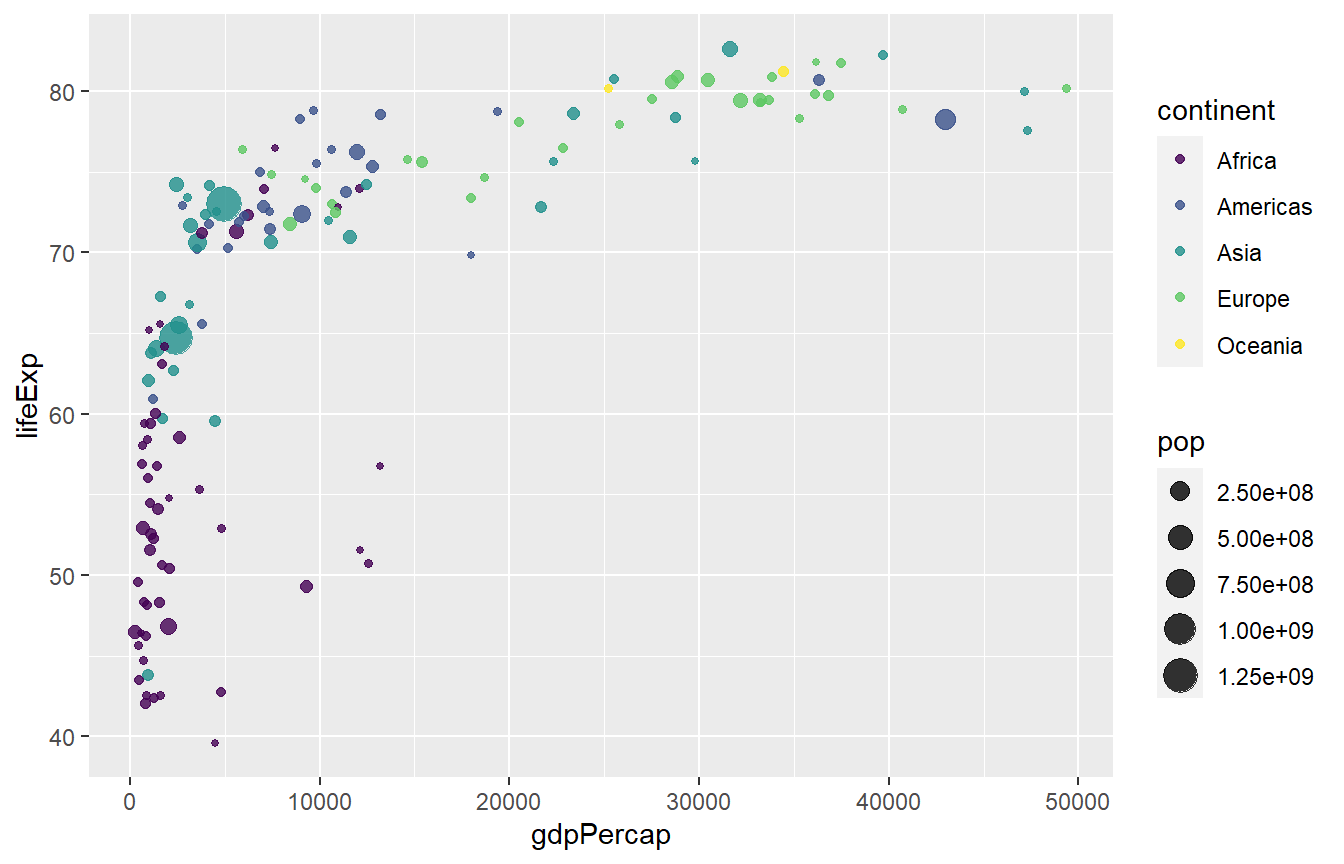 80
70
60
50
40
lifeExp
0 10000 20000 30000 40000 50000
gdpPercap
continent
Africa
Americas
Asia
Europe
Oceania
pop
2.50e+08
5.00e+08
7.50e+08
1.00e+09
1.25e+09